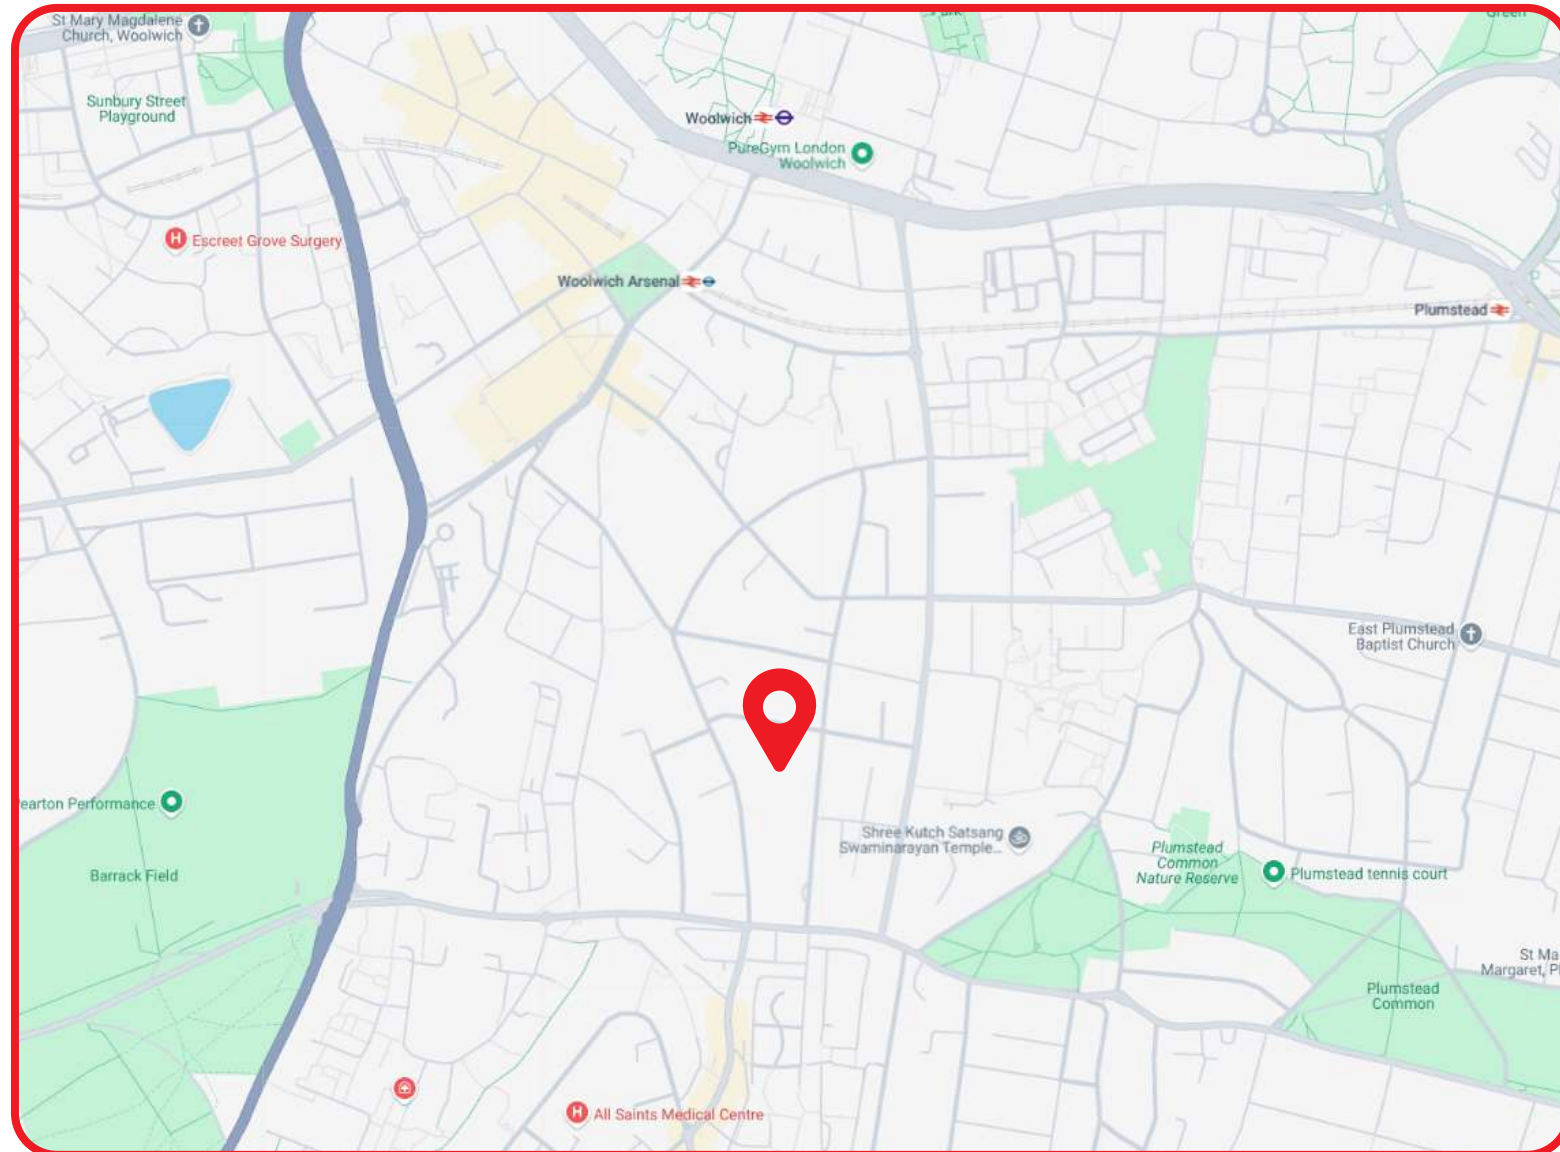 St Mary Magdalene
Church, Woolwich
Green
Sunbury Street
Playground
Woolwich
PureGym London
Woolwich
Escreet Grove Surgery
Woolwich Arsenal
Plumstead
East Plumstead
Baptist Church
earton Performance
Shree Kutch Satsang
Swaminarayan Temple...
Plumstead
Common
Nature Reserve
Plumstead tennis court
Barrack Field
St Ma
Margaret, Pl
Plumstead
Common
All Saints Medical Centre